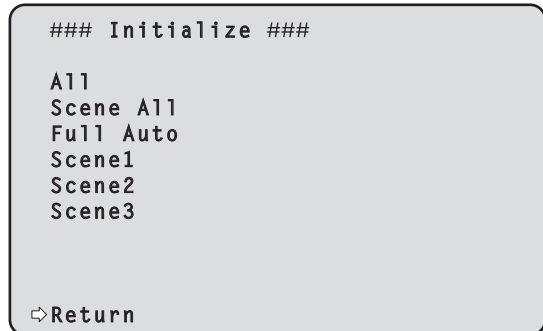 ### Initialize ###
All
Scene All
Full Auto
Scene1
Scene2
Scene3
⇨Return